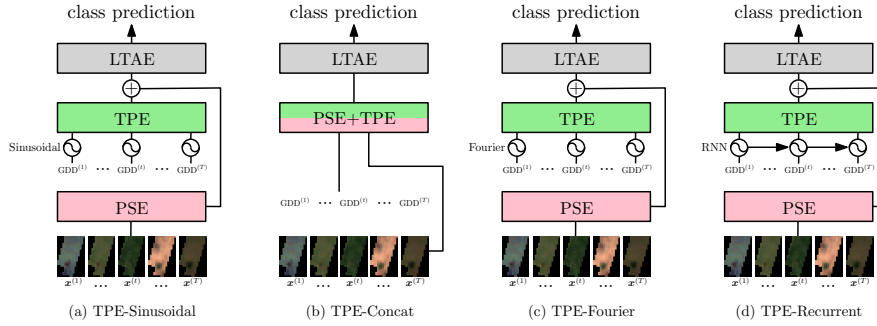 class prediction
LTAE
TPE
Sinusoidal
GDD(1) ... GDD(t) ... GDD(T)
PSE
x(1) ... x(t) ... x(T)
(a) TPE-Sinusoidal
class prediction
LTAE
PSE+TPE
GDD(1) ... GDD(t) ... GDD(T)
x(1) ... x(t) ... x(T)
(b) TPE-Concat
class prediction
LTAE
TPE
Fourier
GDD(1) ... GDD(t) ... GDD(T)
PSE
x(1) ... x(t) ... x(T)
(c) TPE-Fourier
class prediction
LTAE
TPE
RNN
GDD(1) ... GDD(t) ... GDD(T)
PSE
x(1) ... x(t) ... x(T)
(d) TPE-Recurrent